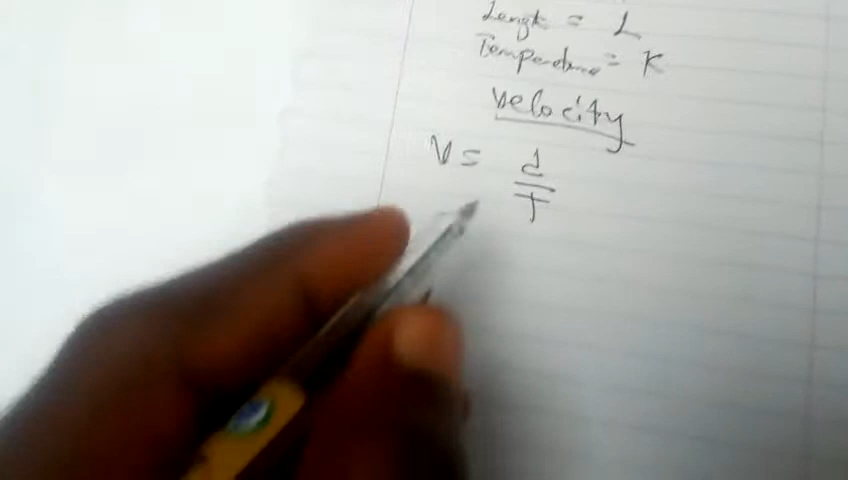 Length = L
Temperature = K
Velocity
V = d/T